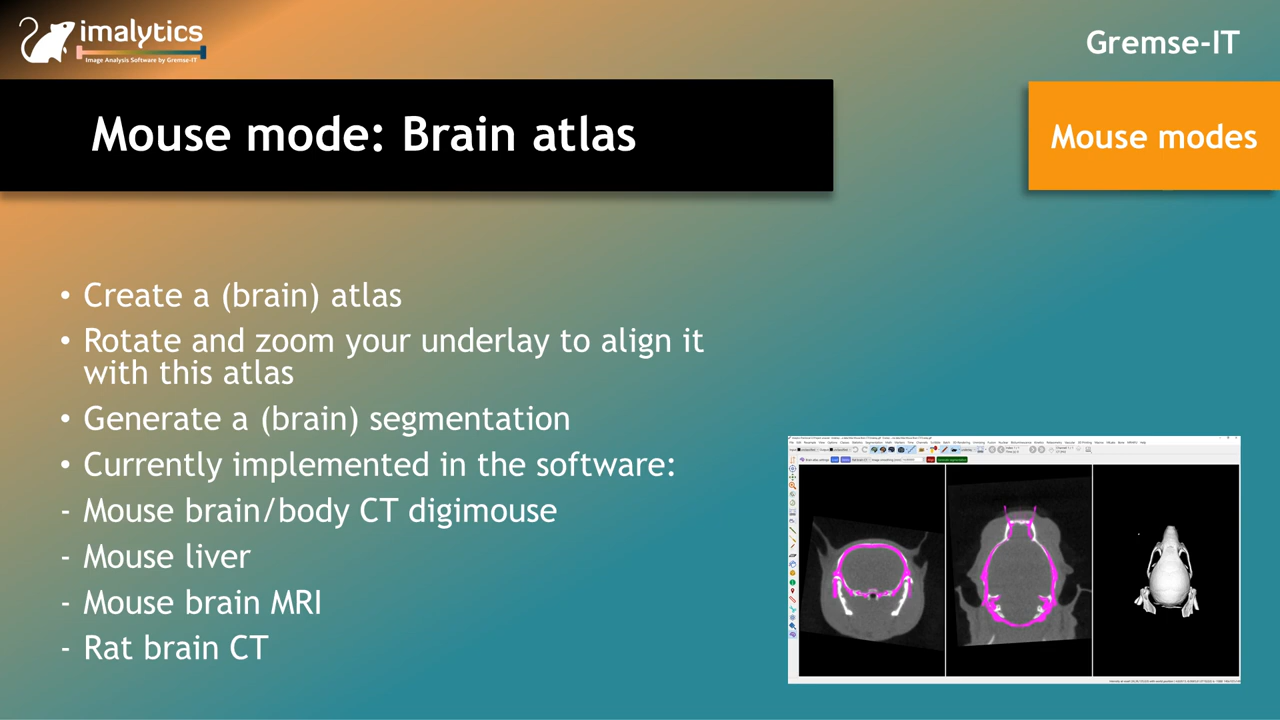 imalytics
Image Analysis Software by Gremse-IT
Gremse-IT
Mouse mode: Brain atlas
Mouse modes
• Create a (brain) atlas
• Rotate and zoom your underlay to align it
with this atlas
• Generate a (brain) segmentation
• Currently implemented in the software:
- Mouse brain/body CT digimouse
- Mouse liver
- Mouse brain MRI
- Rat brain CT